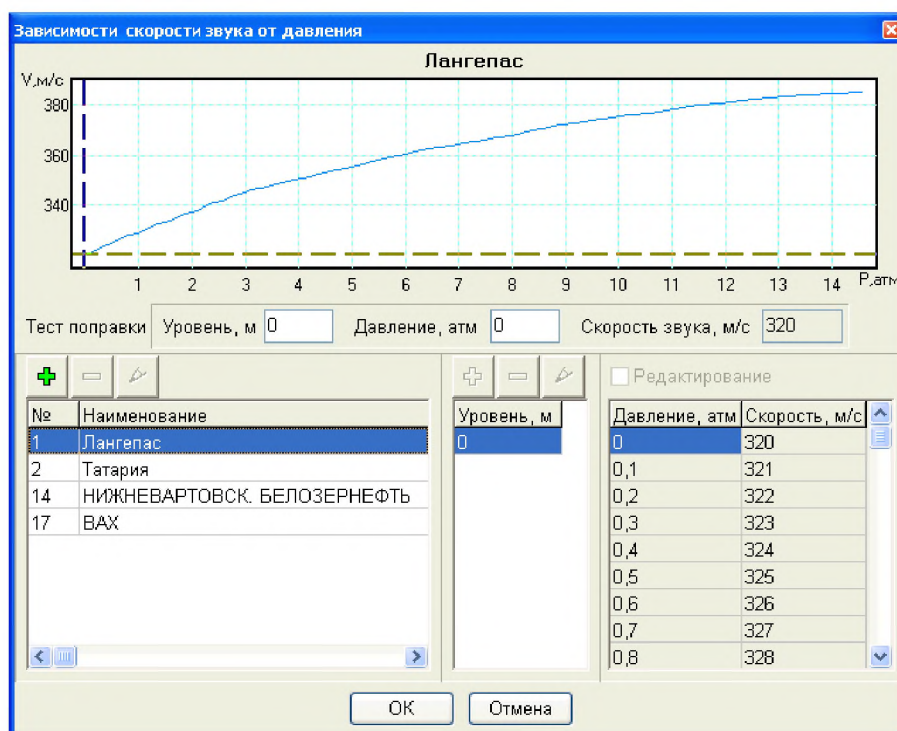 Зависимости скорости звука от давления
Лангепас
V,м/с
380
360
340
1 2 3 4 5 6 7 8 9 10 11 12 13 14 P,атм
Тест поправки Уровень, м 0 Давление, атм 0 Скорость звука, м/с 320
Редактирование
№ Наименование
1 Лангепас
2 Татария
14 НИЖНЕВАРТОВСК. БЕЛОЗЕРНЕФТЬ
17 ВАХ
Уровень, м
0
Давление, атм Скорость, м/с
0 320
0,1 321
0,2 322
0,3 323
0,4 324
0,5 325
0,6 326
0,7 327
0,8 328
OK Отмена